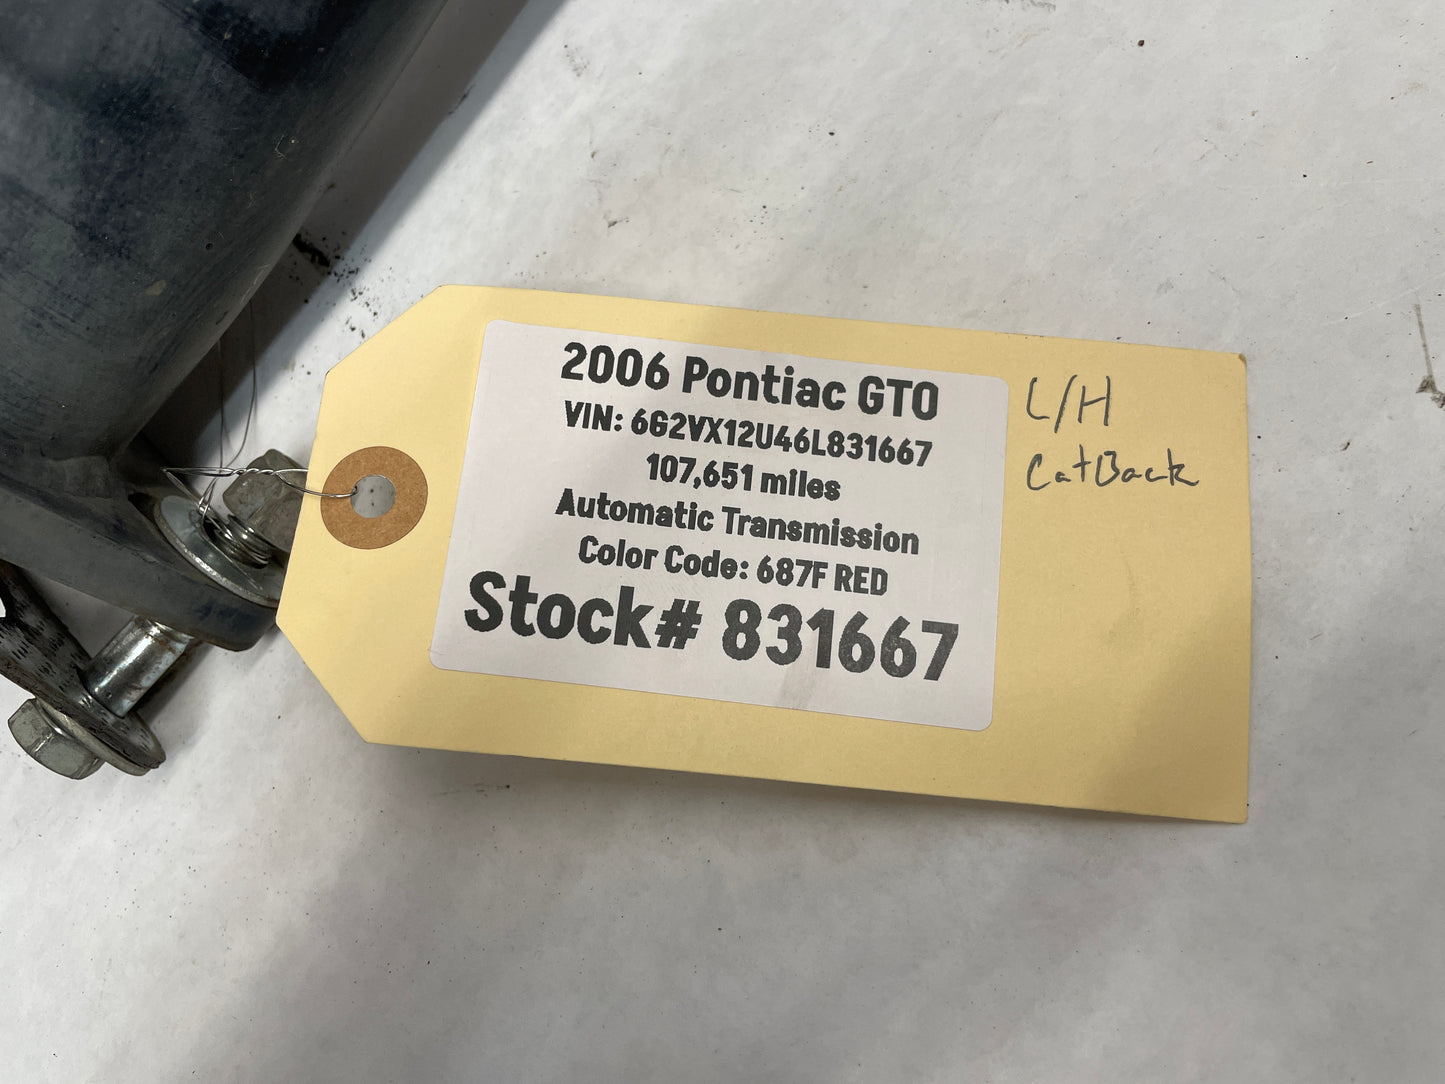 2006 Pontiac GTO
VIN: 6G2VX12U46L831667
107,651 miles
Automatic Transmission
Color Code: 687F RED
Stock# 831667
L/H
CatBack